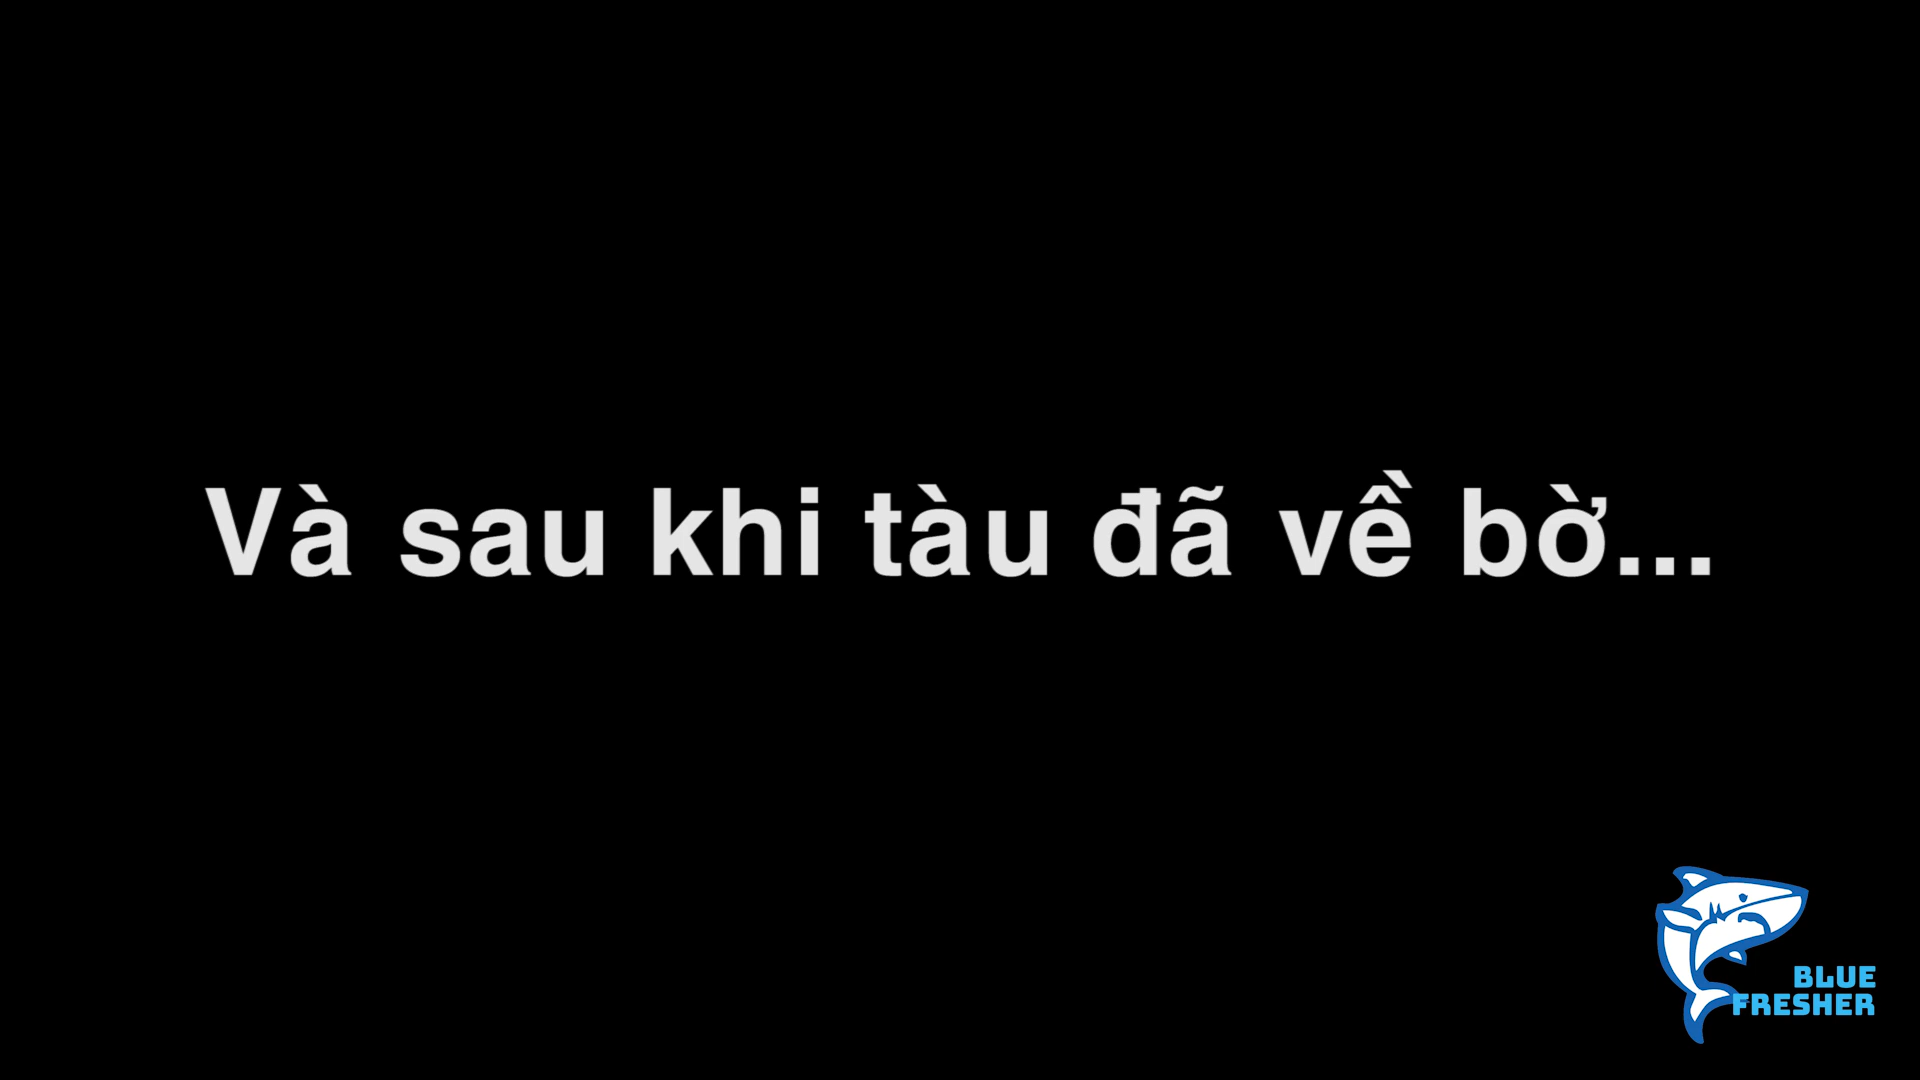 Và sau khi tàu đã về bờ...
BLUE
FRESHER